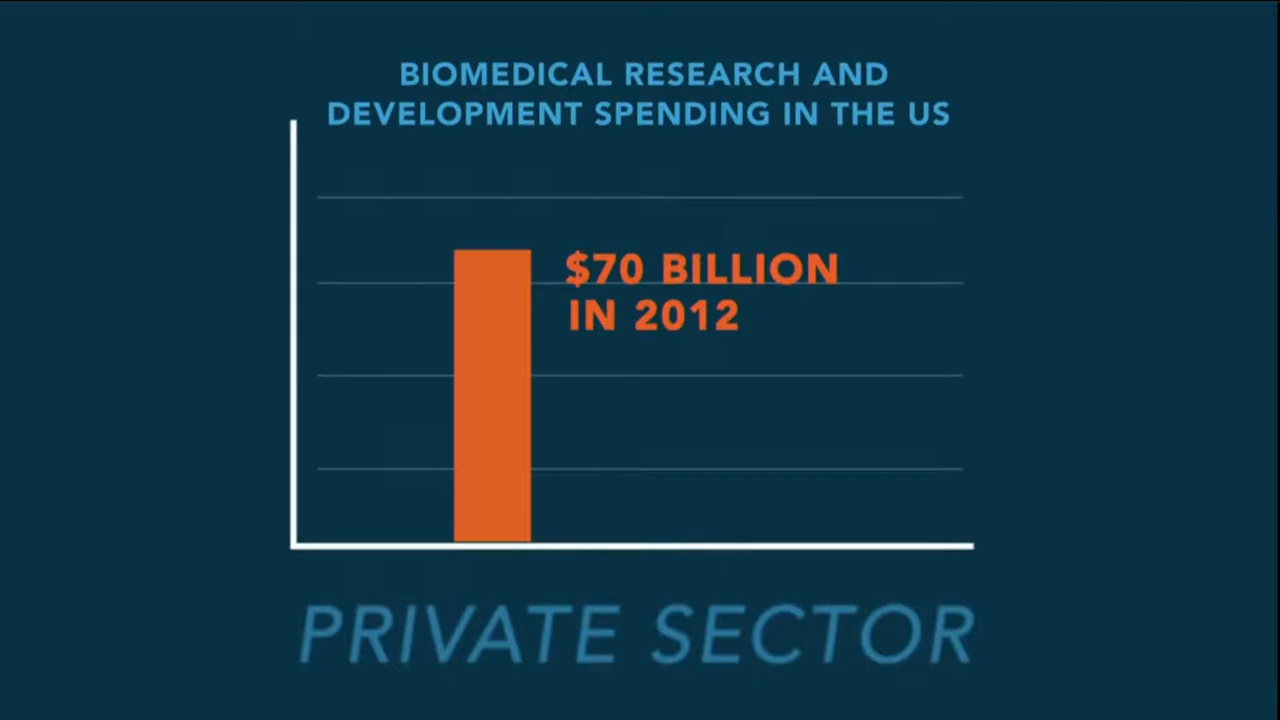 BIOMEDICAL RESEARCH AND
DEVELOPMENT SPENDING IN THE US
$70 BILLION
IN 2012
PRIVATE SECTOR